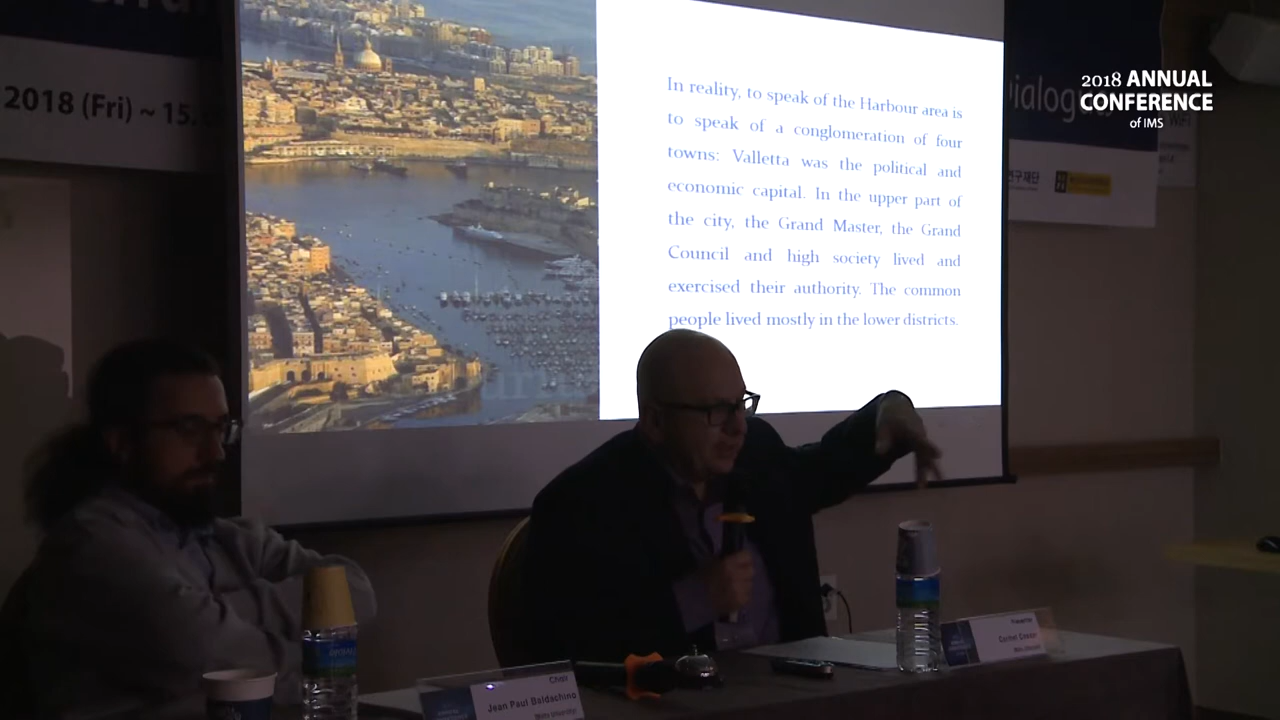 2018 (Fri) ~ 15.
In reality, to speak of the Harbour area is
to speak of a conglomeration of four
towns: Valletta was the political and
economic capital. In the upper part of
the city, the Grand Master, the Grand
Council and high society lived and
exercised their authority. The common
people lived mostly in the lower districts.
2018 ANNUAL
CONFERENCE
of IMS
Chair
Jean Paul Baldachino
Presenter